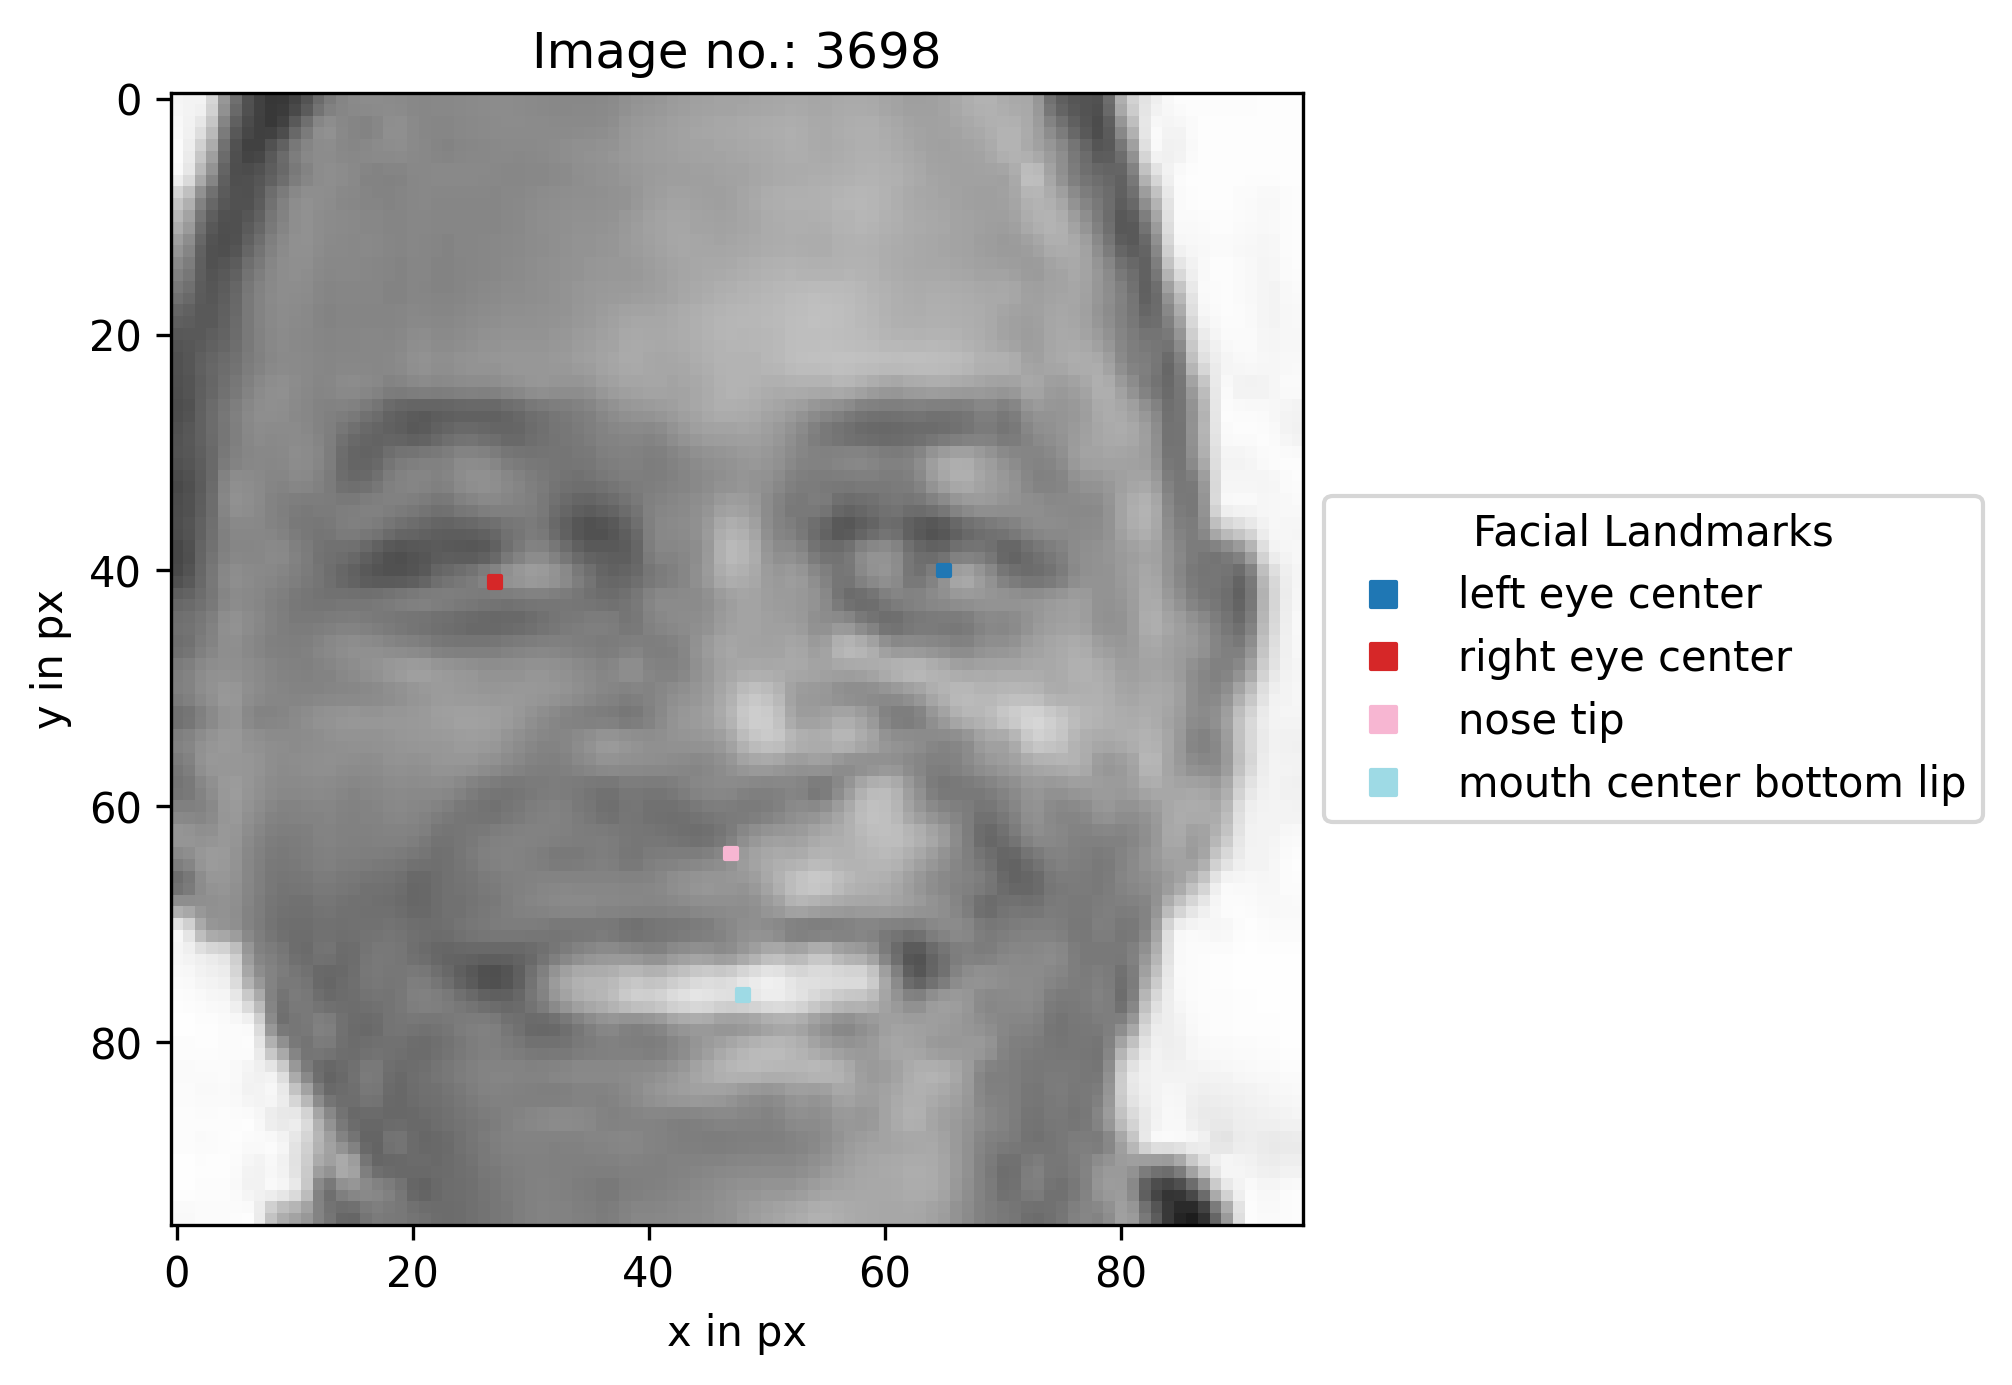 Image no.: 3698
0
20
40
60
80
y in px
0 20 40 60 80
x in px
Facial Landmarks
left eye center
right eye center
nose tip
mouth center bottom lip